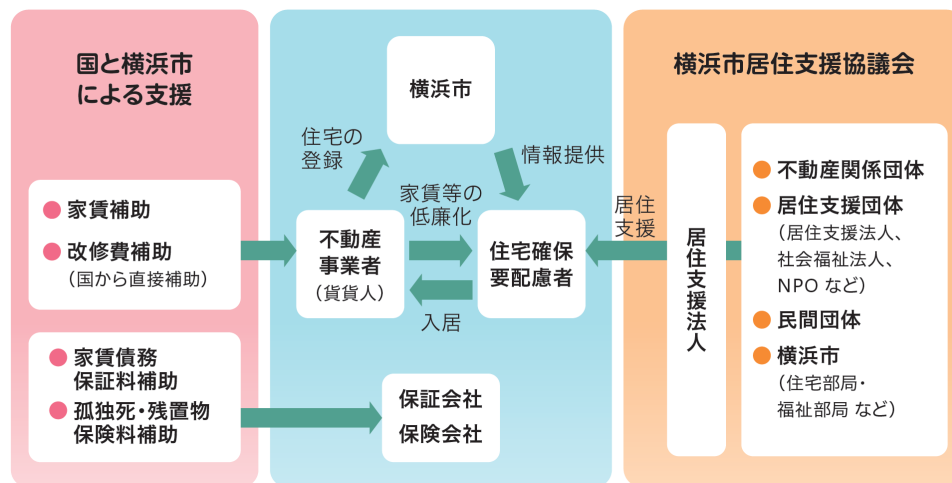 国と横浜市
による支援
● 家賃補助
● 改修費補助
(国から直接補助)
● 家賃債務
保証料補助
● 孤独死・残置物
保険料補助
横浜市
住宅の
登録
情報提供
家賃等の
低廉化
不動産
事業者
(貨貸人)
住宅確保
要配慮者
入居
保証会社
保険会社
横浜市居住支援協議会
居住
支援
居住支援法人
● 不動産関係団体
● 居住支援団体
(居住支援法人、
社会福祉法人、
NPO など)
● 民間団体
● 横浜市
(住宅部局・
福祉部局 など)